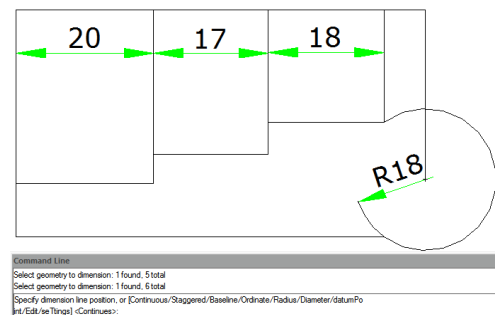 20
17
18
R18
Command Line
Select geometry to dimension: 1 found, 5 total
Select geometry to dimension: 1 found, 6 total
Specify dimension line position, or [Continuous/Staggered/Baseline/Ordinate/Radius/Diameter/datumPo
int/Edit/seTtings] <Continues>: